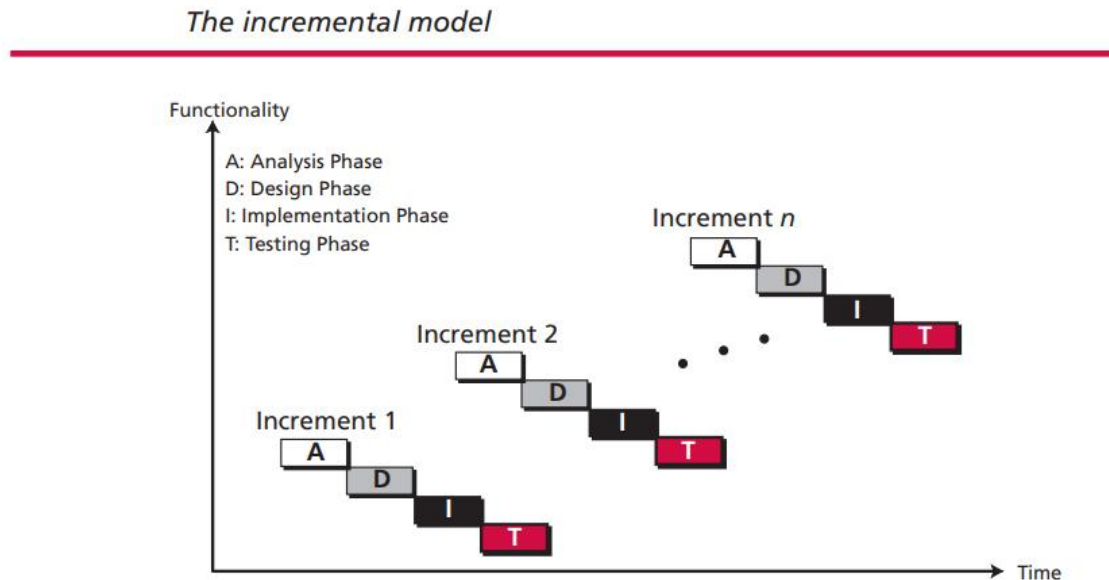 The incremental model
Functionality
A: Analysis Phase
D: Design Phase
I: Implementation Phase
T: Testing Phase
Increment n
A
D
I
T
Increment 2
A
D
I
T
Increment 1
A
D
I
T
Time